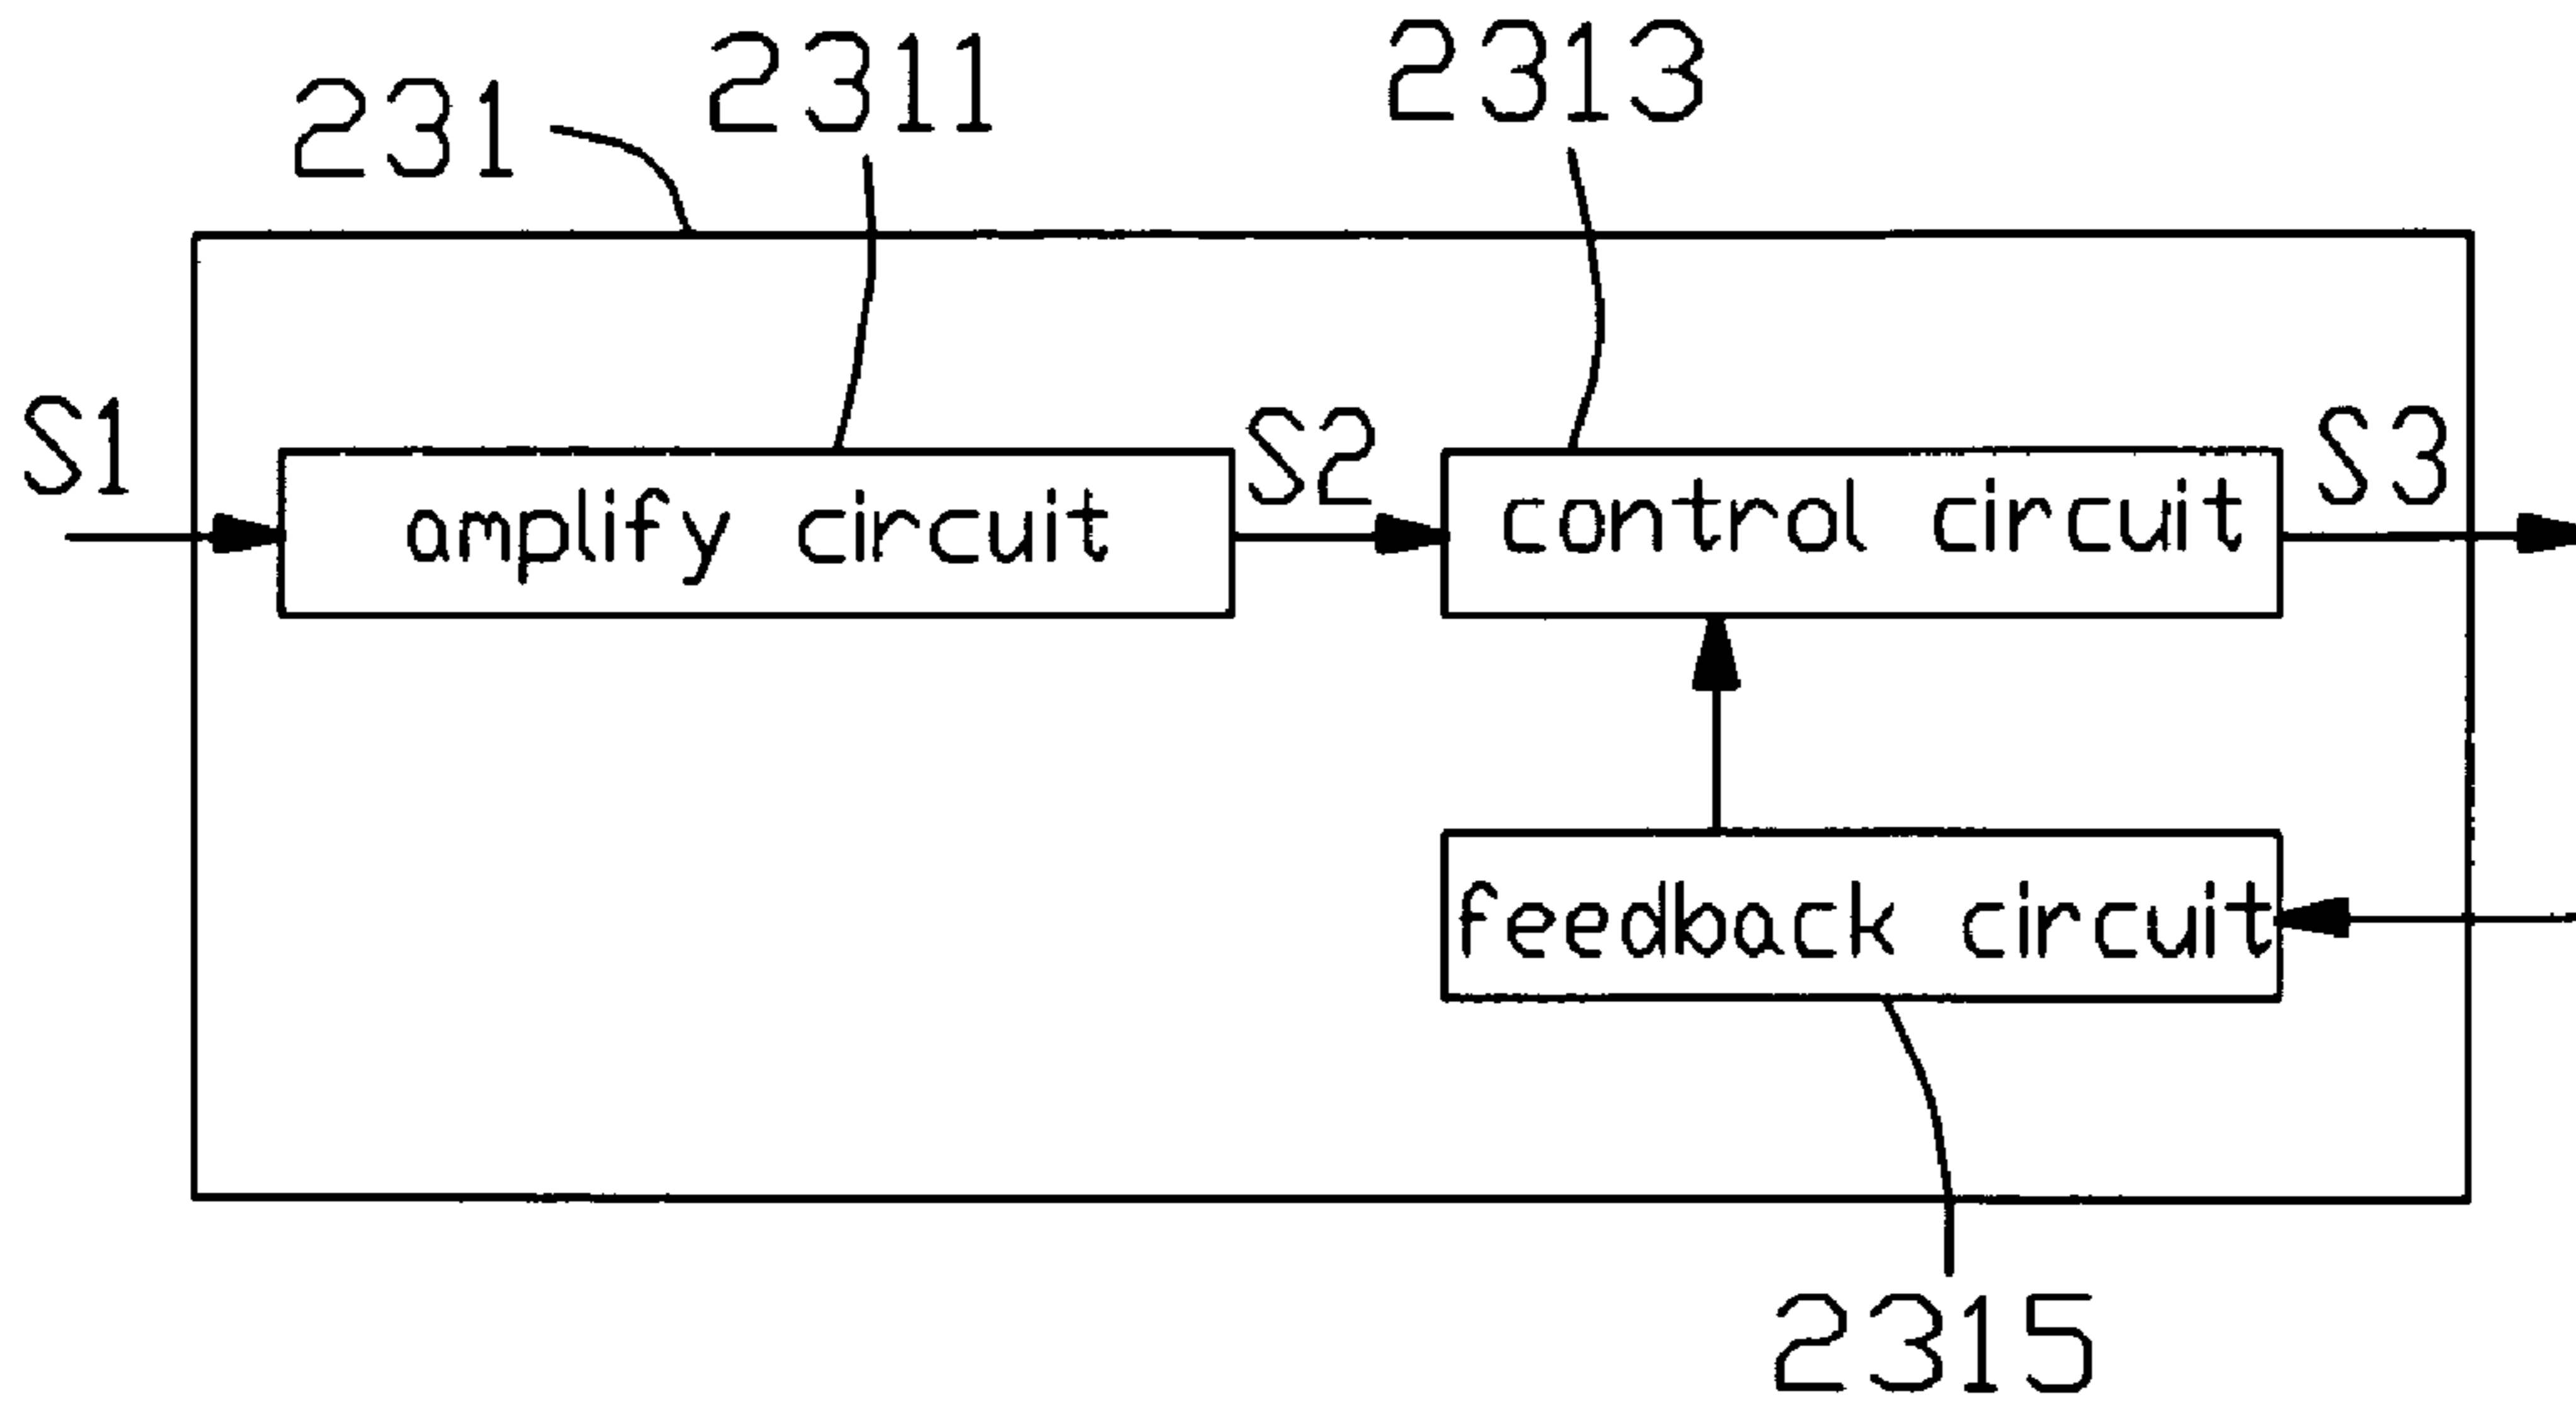 2313
2311
231
S1
S2
S3
amplify circuit
control circuit
feedback circuit
2315